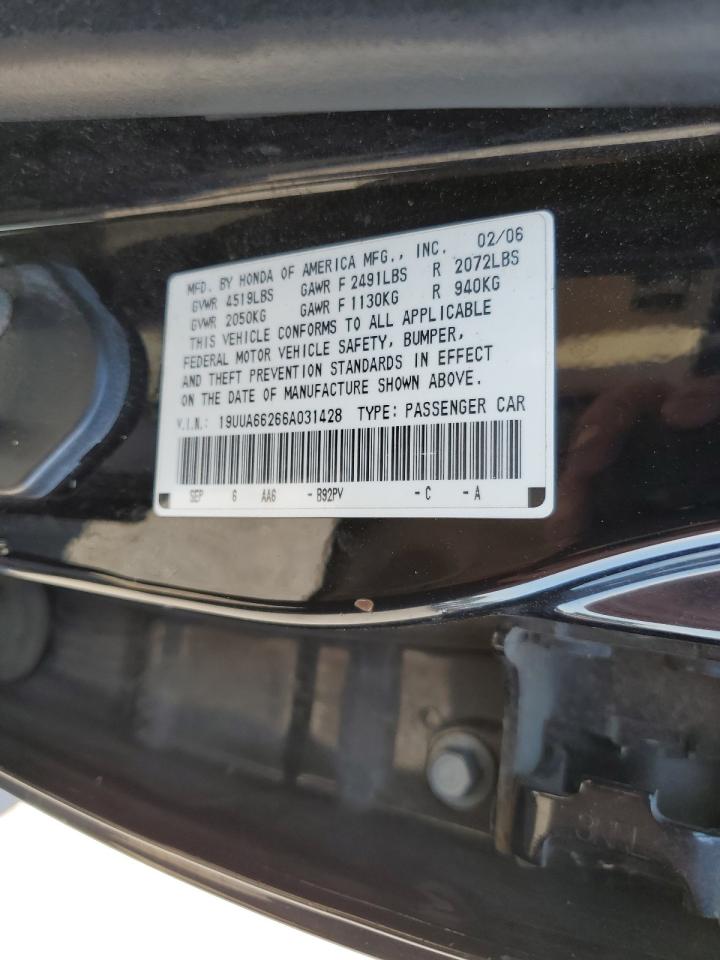 MFD. BY HONDA OF AMERICA MFG., INC. 02/06
GVWR 4519LBS GAWR F 2491LBS R 2072LBS
GVWR 2050KG GAWR F 1130KG R 940KG
THIS VEHICLE CONFORMS TO ALL APPLICABLE
FEDERAL MOTOR VEHICLE SAFETY, BUMPER,
AND THEFT PREVENTION STANDARDS IN EFFECT
ON THE DATE OF MANUFACTURE SHOWN ABOVE.
V.I.N.: 19UUA66266A031428 TYPE: PASSENGER CAR
SEP 6 AA6 -B92PV -C -A